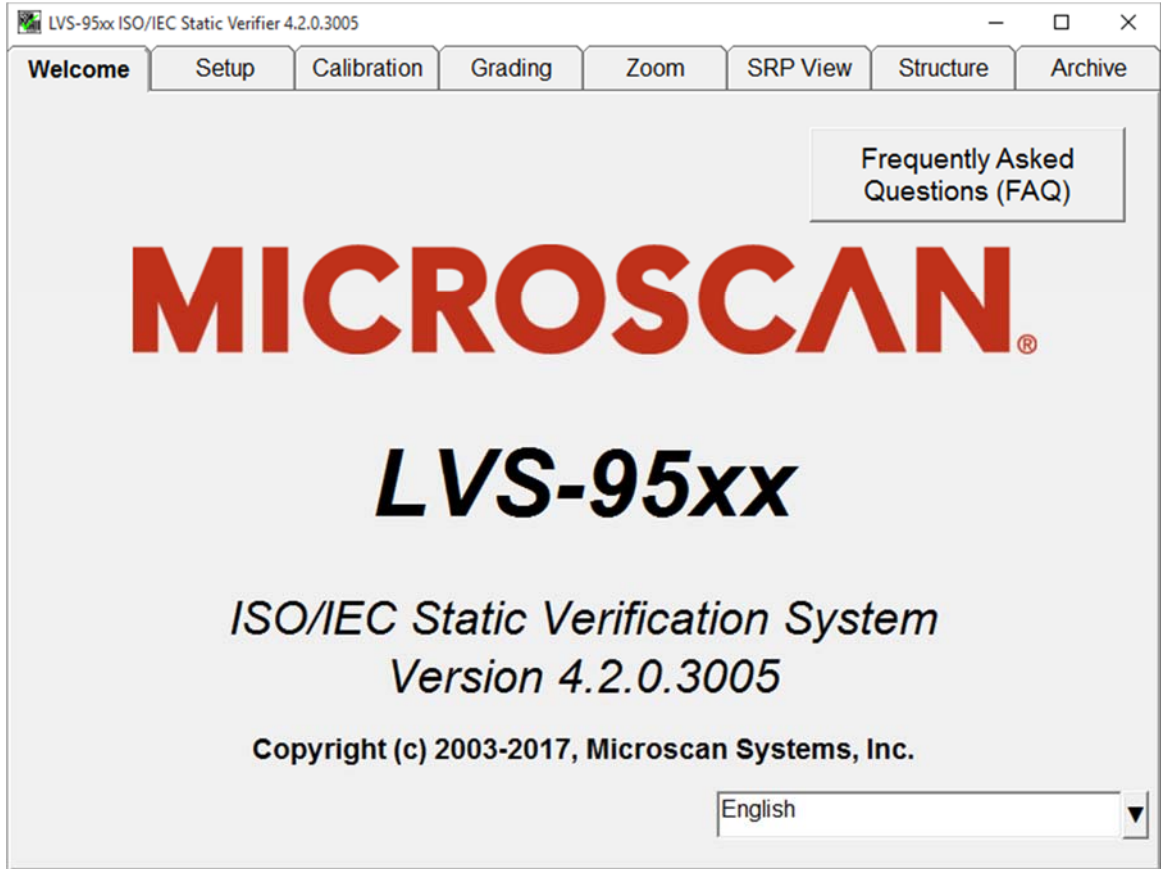 LVS-95xx ISO/IEC Static Verifier 4.2.0.3005
Welcome Setup Calibration Grading Zoom SRP View Structure Archive
Frequently Asked
Questions (FAQ)
MICROSCAN®
LVS-95xx
ISO/IEC Static Verification System
Version 4.2.0.3005
Copyright (c) 2003-2017, Microscan Systems, Inc.
English